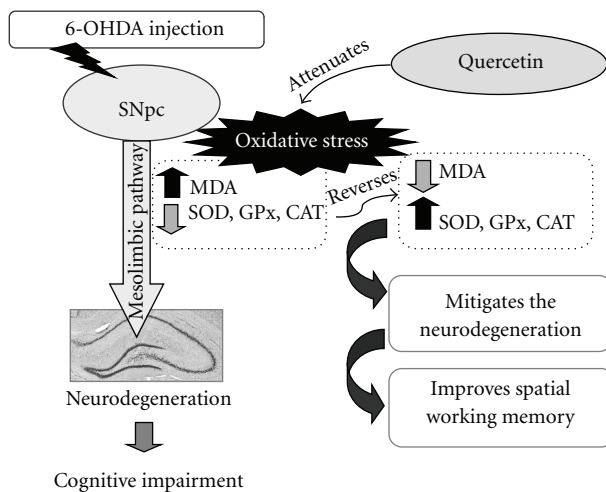 6-OHDA injection
Attenuates
Quercetin
SNpc
Oxidative stress
Mesolimbic pathway
MDA
SOD, GPx, CAT
Reverses
MDA
SOD, GPx, CAT
Mitigates the
neurodegeneration
Improves spatial
working memory
Neurodegeneration
Cognitive impairment